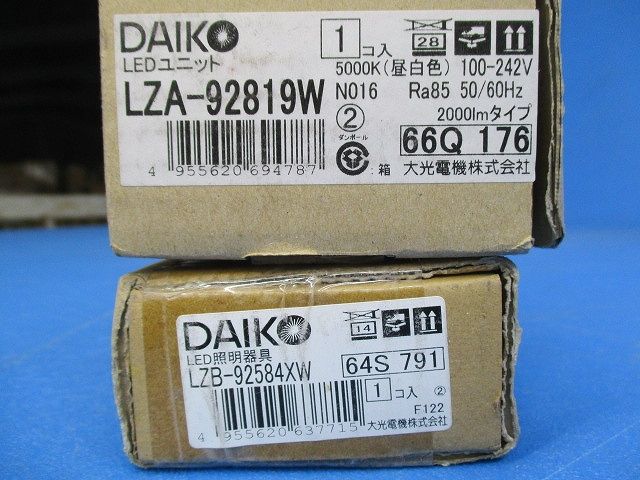 DAIKO
LEDユニット
LZA-92819W
4 955620 694787
1 コ入
28
5000K(昼白色) 100-242V
N016 Ra85 50/60Hz
② 2000lmタイプ
ダンボール
66Q 176
:箱 大光電機株式会社
DAIKO
LED照明器具
LZB-92584XW
4 955620 637715
14
64S 791
1 コ入 ②
F122
大光電機株式会社